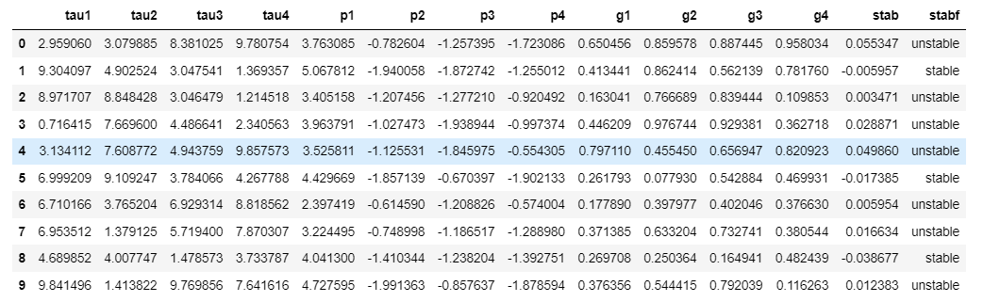 tau1 tau2 tau3 tau4 p1 p2 p3 p4 g1 g2 g3 g4 stab stabf
0 2.959060 3.079885 8.381025 9.780754 3.763085 -0.782604 -1.257395 -1.723086 0.650456 0.859578 0.887445 0.958034 0.055347 unstable
1 9.304097 4.902524 3.047541 1.369357 5.067812 -1.940058 -1.872742 -1.255012 0.413441 0.862414 0.562139 0.781760 -0.005957 stable
2 8.971707 8.848428 3.046479 1.214518 3.405158 -1.207456 -1.277210 -0.920492 0.163041 0.766689 0.839444 0.109853 0.003471 unstable
3 0.716415 7.669600 4.486641 2.340563 3.963791 -1.027473 -1.938944 -0.997374 0.446209 0.976744 0.929381 0.362718 0.028871 unstable
4 3.134112 7.608772 4.943759 9.857573 3.525811 -1.125531 -1.845975 -0.554305 0.797110 0.455450 0.656947 0.820923 0.049860 unstable
5 6.999209 9.109247 3.784066 4.267788 4.429669 -1.857139 -0.670397 -1.902133 0.261793 0.077930 0.542884 0.469931 -0.017385 stable
6 6.710166 3.765204 6.929314 8.818562 2.397419 -0.614590 -1.208826 -0.574004 0.177890 0.397977 0.402046 0.376630 0.005954 unstable
7 6.953512 1.379125 5.719400 7.870307 3.224495 -0.748998 -1.186517 -1.288980 0.371385 0.633204 0.732741 0.380544 0.016634 unstable
8 4.689852 4.007747 1.478573 3.733787 4.041300 -1.410344 -1.238204 -1.392751 0.269708 0.250364 0.164941 0.482439 -0.038677 stable
9 9.841496 1.413822 9.769856 7.641616 4.727595 -1.991363 -0.857637 -1.878594 0.376356 0.544415 0.792039 0.116263 0.012383 unstable